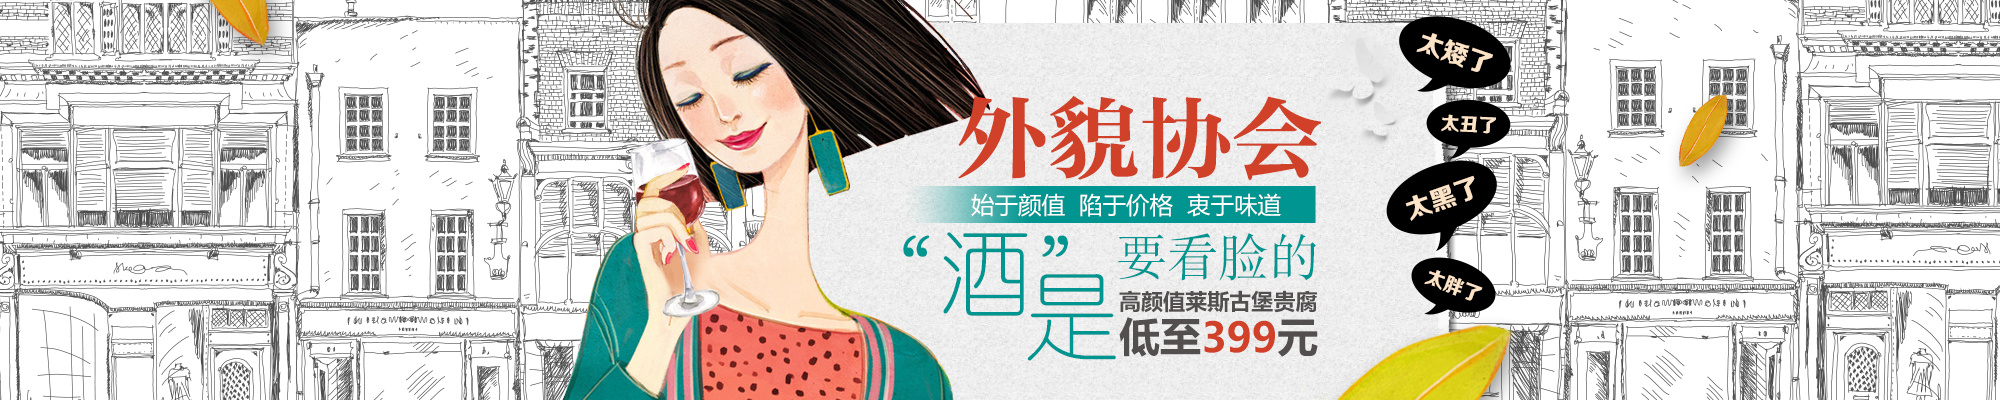 外貌协会
始于颜值 陷于价格 衷于味道
“酒”是要看脸的
高颜值莱斯古堡贵腐
低至399元
太矮了
太丑了
太黑了
太胖了